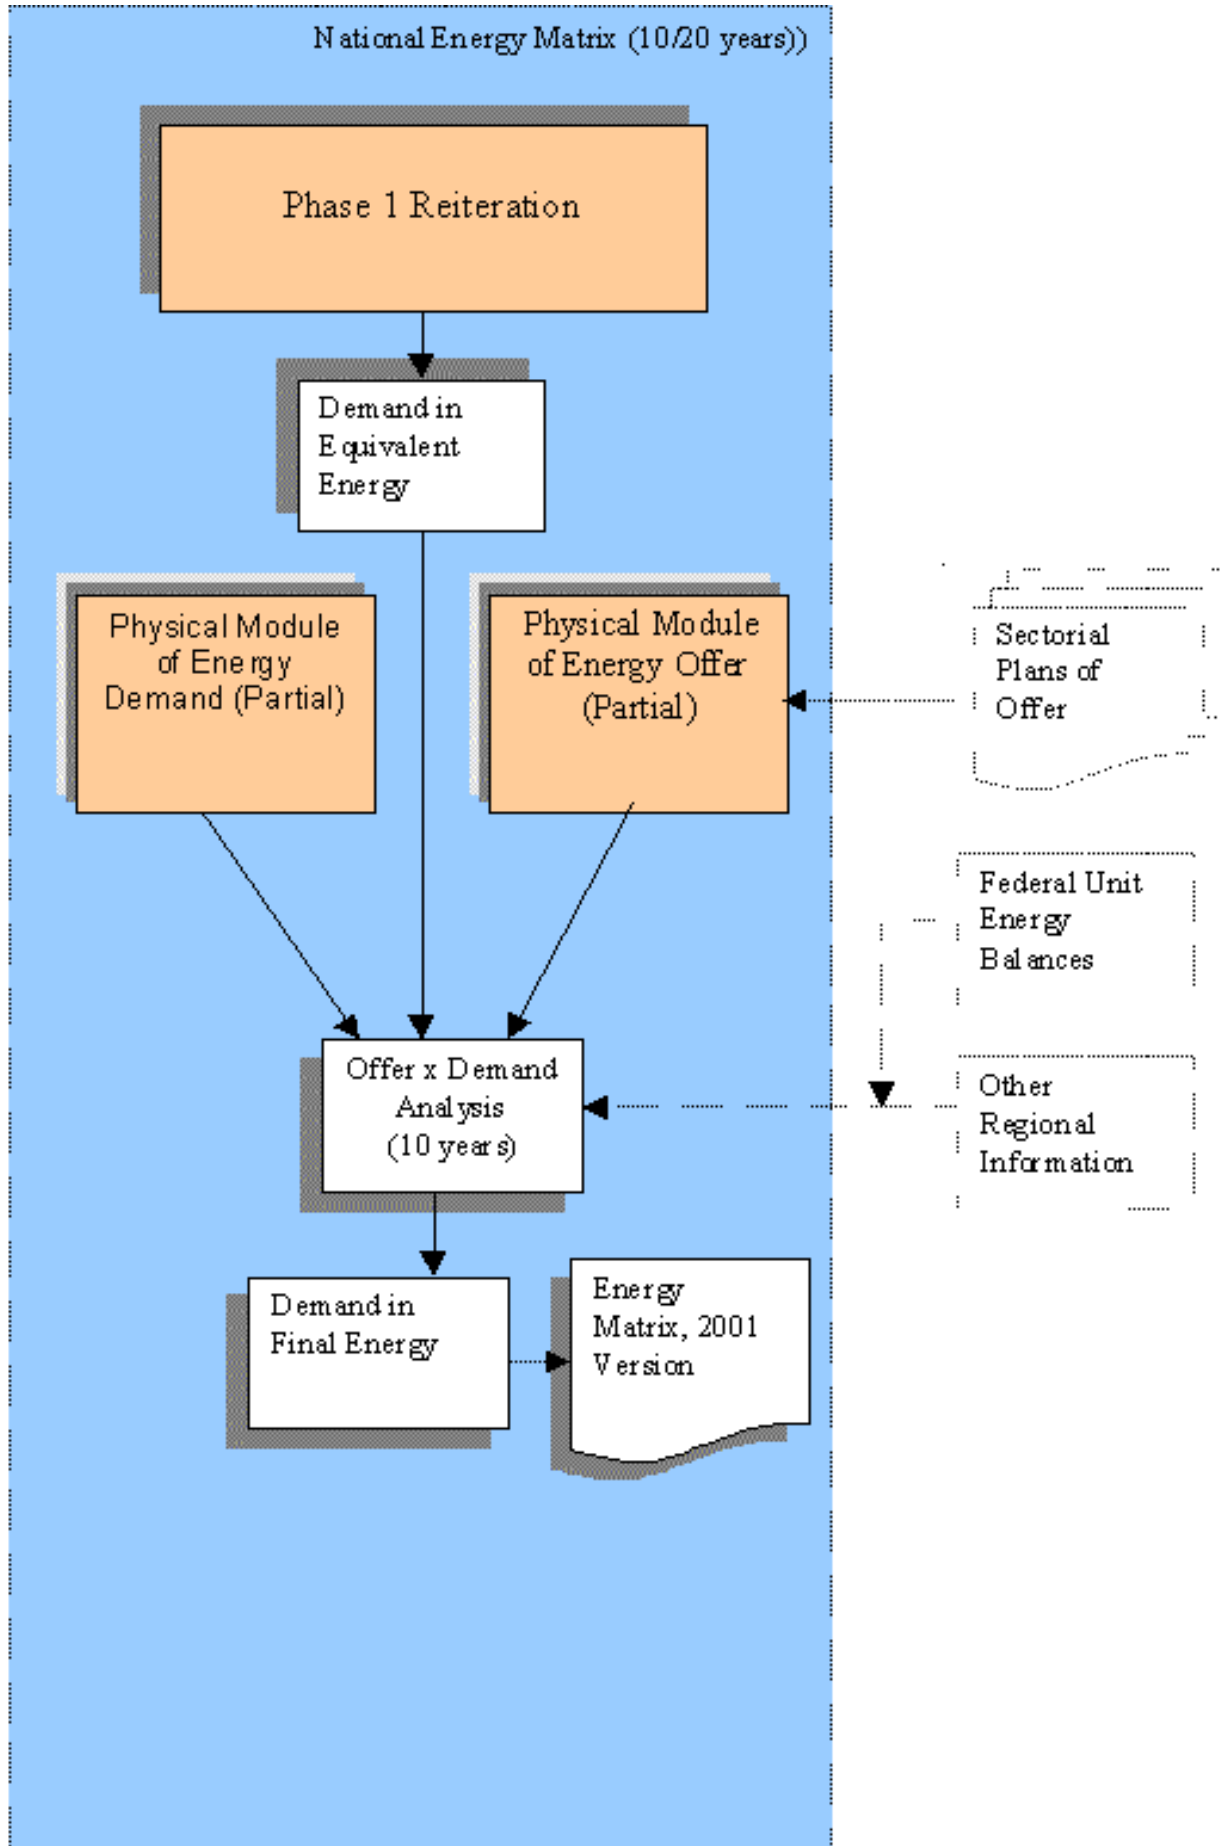 National Energy Matrix (10/20 years))
Phase 1 Reiteration
Demand in
Equivalent
Energy
Physical Module
of Energy
Demand (Partial)
Physical Module
of Energy Offer
(Partial)
Sectorial
Plans of
Offer
Federal Unit
Energy
Balances
Offer x Demand
Analysis
(10 years)
Other
Regional
Information
Demand in
Final Energy
Energy
Matrix, 2001
Version